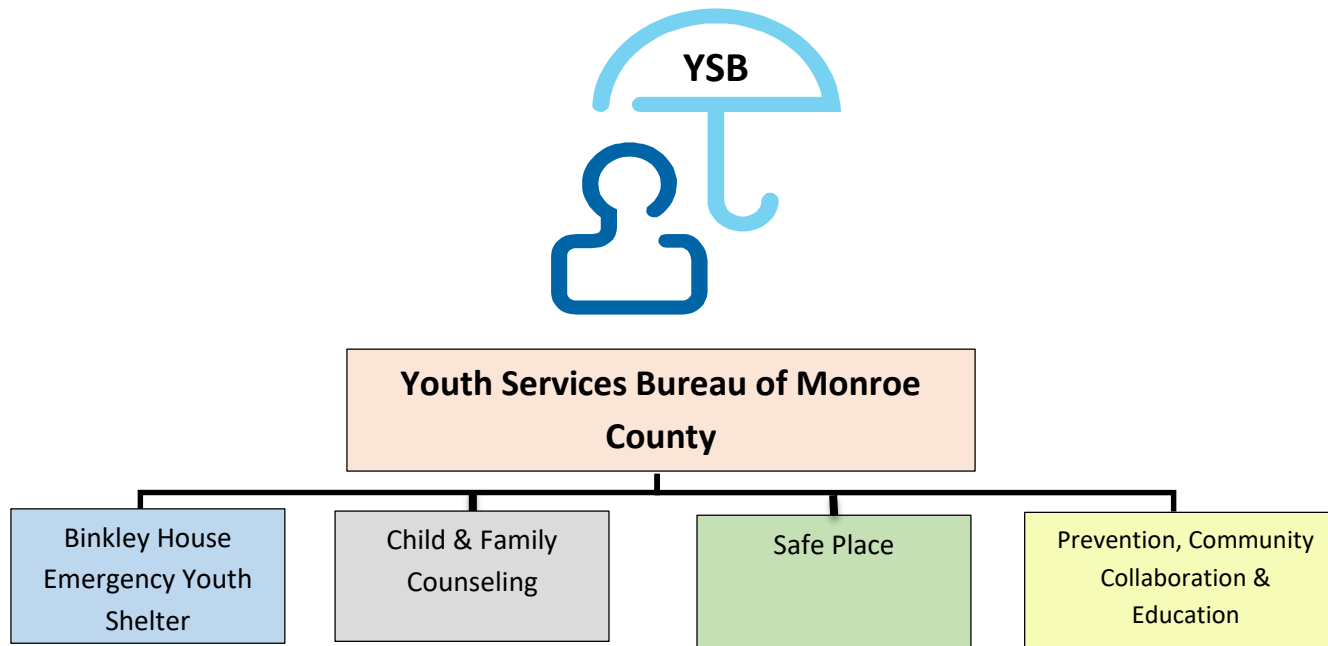 YSB
Youth Services Bureau of Monroe
County
Binkley House
Emergency Youth
Shelter
Child & Family
Counseling
Safe Place
Prevention, Community
Collaboration &
Education